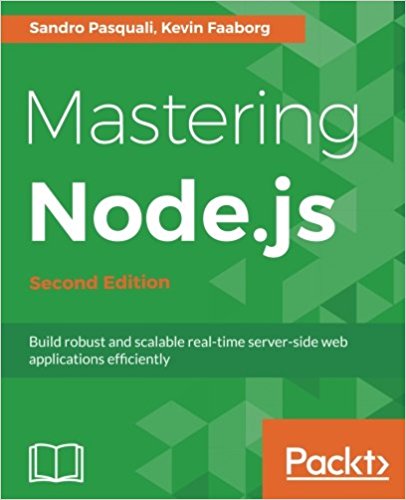 Sandro Pasquali, Kevin Faaborg
Mastering
Node.js
Second Edition
Build robust and scalable real-time server-side web
applications efficiently
Packt>